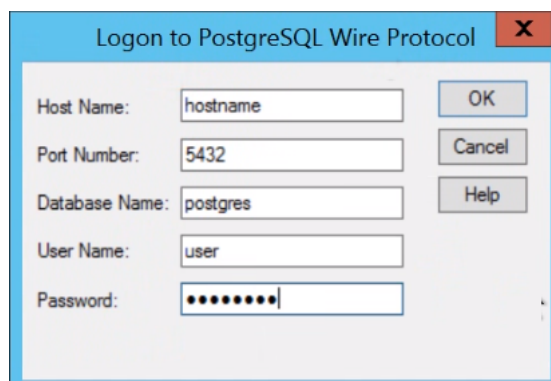 Logon to PostgreSQL Wire Protocol X
Host Name: hostname OK
Port Number: 5432 Cancel
Database Name: postgres Help
User Name: user
Password: ●●●●●●●●